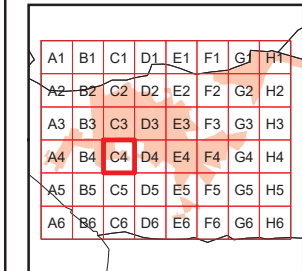 A1 B1 C1 D1 E1 F1 G1 H1
A2 B2 C2 D2 E2 F2 G2 H2
A3 B3 C3 D3 E3 F3 G3 H3
A4 B4 C4 D4 E4 F4 G4 H4
A5 B5 C5 D5 E5 F5 G5 H5
A6 B6 C6 D6 E6 F6 G6 H6